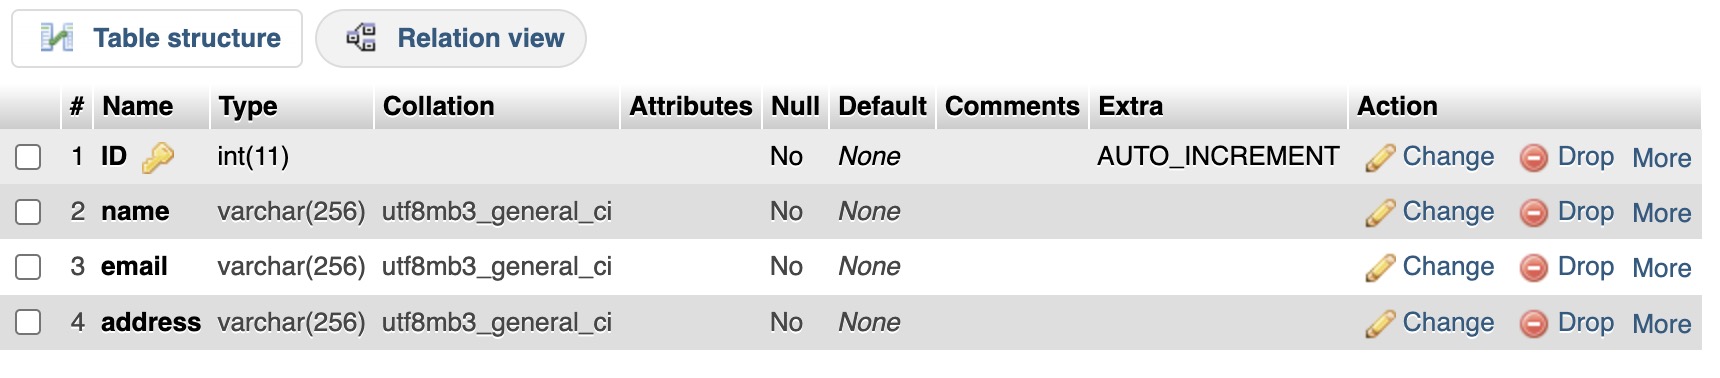 Table structure Relation view
# Name Type Collation Attributes Null Default Comments Extra Action
1 ID int(11) No None AUTO_INCREMENT Change Drop More
2 name varchar(256) utf8mb3_general_ci No None Change Drop More
3 email varchar(256) utf8mb3_general_ci No None Change Drop More
4 address varchar(256) utf8mb3_general_ci No None Change Drop More